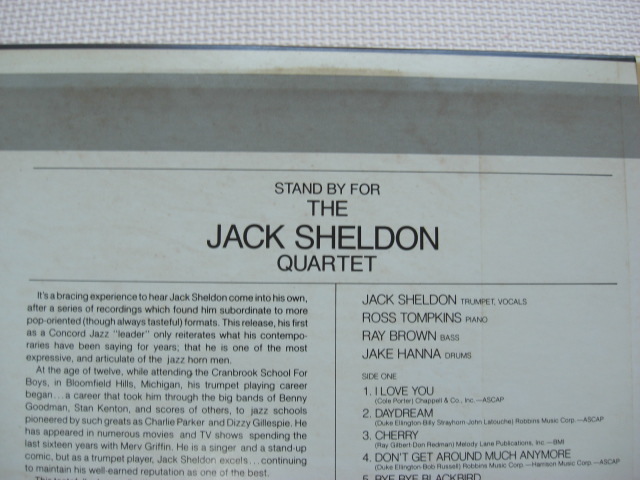 STAND BY FOR
THE
JACK SHELDON
QUARTET
It's a bracing experience to hear Jack Sheldon come into his own,
after a series of recordings which found him subordinate to more
pop-oriented (though always tasteful) formats. This release, his first
as a Concord Jazz "leader" only reiterates what his contempo-
raries have been saying for years; that he is one of the most
expressive, and articulate of the jazz horn men.
At the age of twelve, while attending the Cranbrook School For
Boys, in Bloomfield Hills, Michigan, his trumpet playing career
began...a career that took him through the big bands of Benny
Goodman, Stan Kenton, and scores of others, to jazz schools
pioneered by such greats as Charlie Parker and Dizzy Gillespie. He
has appeared in numerous movies and TV shows spending the
last sixteen years with Merv Griffin. He is a singer and a stand-up
comic, but as a trumpet player, Jack Sheldon excels...continuing
to maintain his well-earned reputation as one of the best.
JACK SHELDON TRUMPET, VOCALS
ROSS TOMPKINS PIANO
RAY BROWN BASS
JAKE HANNA DRUMS
SIDE ONE
1. I LOVE YOU
(Cole Porter) Chappell & Co., Inc.—ASCAP
2. DAYDREAM
(Duke Ellington-Billy Strayhorn-John Latouche) Robbins Music Corp.—ASCAP
3. CHERRY
(Ray Gilbert-Don Redman) Melody Lane Publications, Inc.—BMI
4. DON'T GET AROUND MUCH ANYMORE
(Duke Ellington-Bob Russell) Robbins Music Corp.—Harrison Music Corp.—ASCAP
5. BYE BYE BLACKBIRD